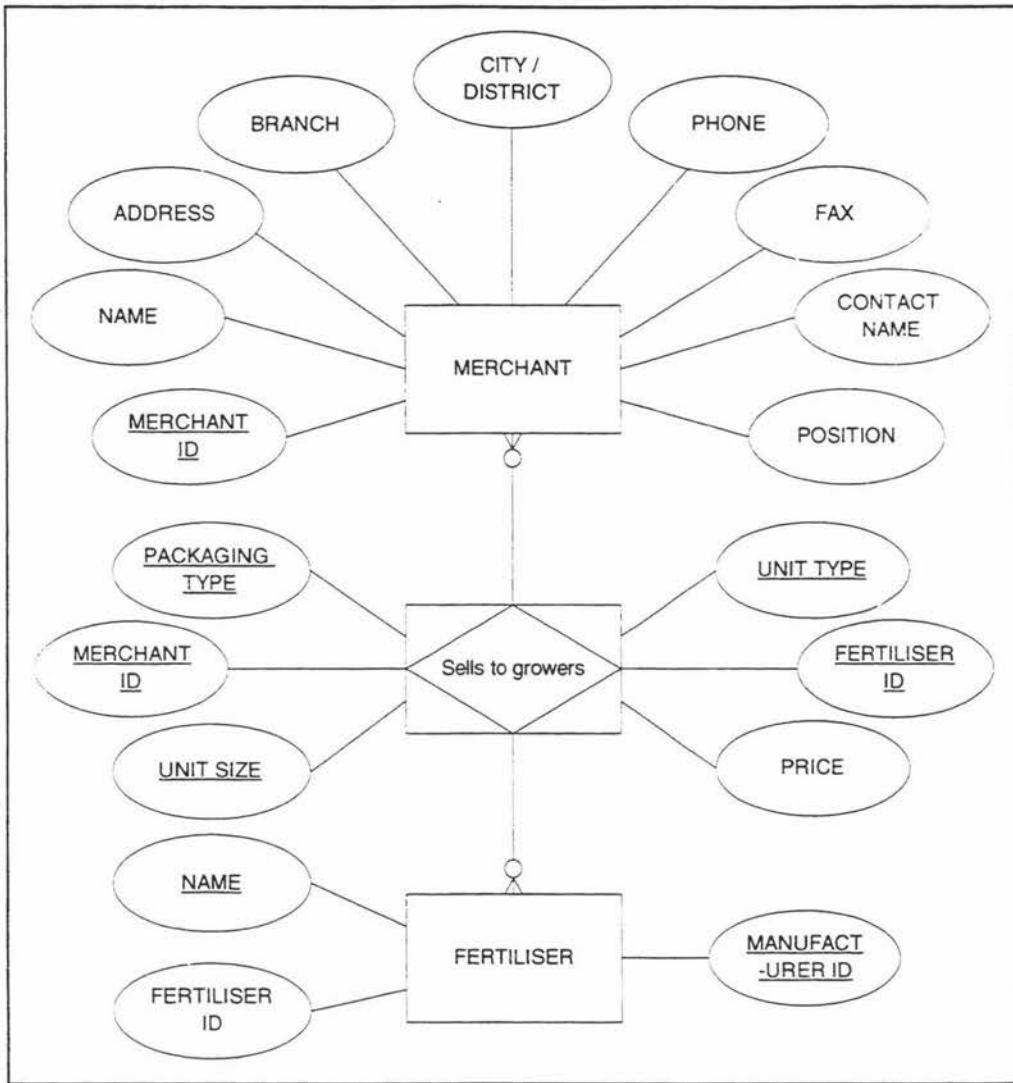 CITY /
DISTRICT
BRANCH
PHONE
ADDRESS
FAX
NAME
CONTACT
NAME
MERCHANT
MERCHANT
ID
POSITION
PACKAGING
TYPE
UNIT TYPE
MERCHANT
ID
Sells to growers
FERTILISER
ID
UNIT SIZE
PRICE
NAME
FERTILISER
MANUFACT
-URER ID
FERTILISER
ID